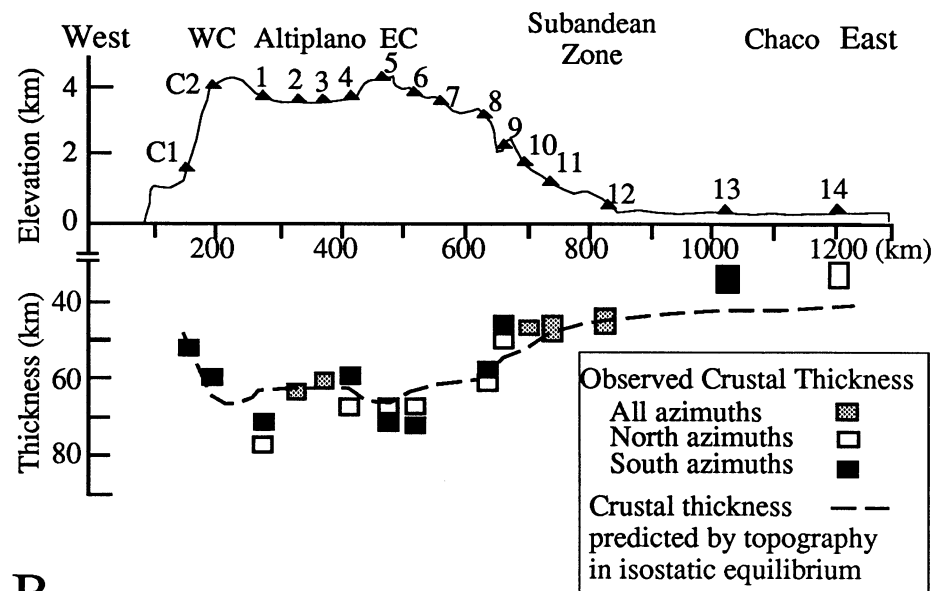 Subandean
Zone
West WC Altiplano EC Chaco East
Elevation (km)
4
2
0
C1
C2
1
2
3
4
5
6
7
8
9
10
11
12
13
14
200 400 600 800 1000 1200 (km)
Thickness (km)
40
60
80
Observed Crustal Thickness
All azimuths
North azimuths
South azimuths
Crustal thickness
predicted by topography
in isostatic equilibrium